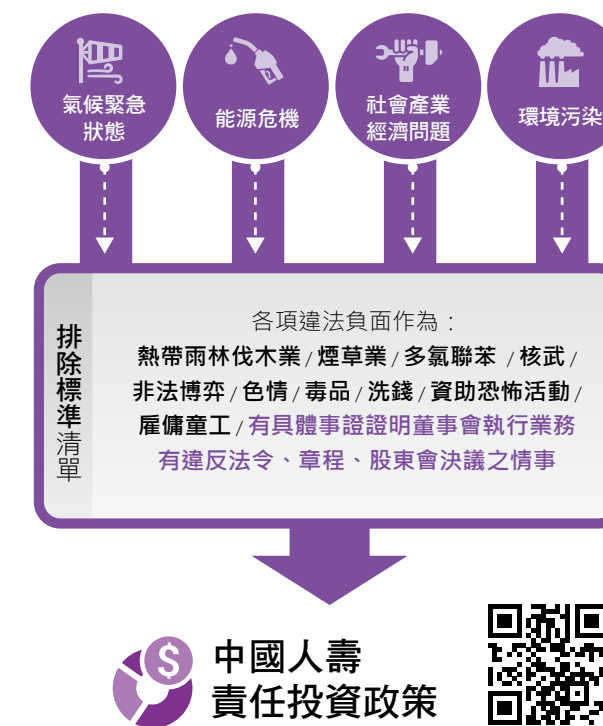 氣候緊急
狀態
能源危機
社會產業
經濟問題
環境污染
排除標準清單
各項違法負面作為：
熱帶雨林伐木業/煙草業/多氯聯苯 /核武/
非法博弈/色情/毒品/洗錢/資助恐怖活動/
雇傭童工/有具體事證證明董事會執行業務
有違反法令、章程、股東會決議之情事
$
中國人壽
責任投資政策